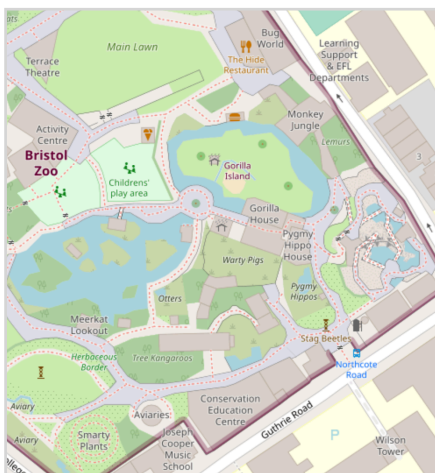 ats
Main Lawn
Bug
World
Terrace
Theatre
The Hide
Restaurant
Learning
Support
& EFL
Departments
Activity
Centre
Monkey
Jungle
Lemurs
3
Bristol
Zoo
Gorilla
Island
Childrens'
play area
ats
Gorilla
House
Pygmy
Hippo
House
Warty Pigs
Otters
Pygmy
Hippos
Meerkat
Lookout
Stag Beetles
Herbaceous
Border
Tree Kangaroos
Northcote
Road
Aviary
Conservation
Education
Centre
Aviaries
Guthrie Road
Aviary
Smarty
Plants
Joseph
Cooper
Music
School
P
Wilson
Tower